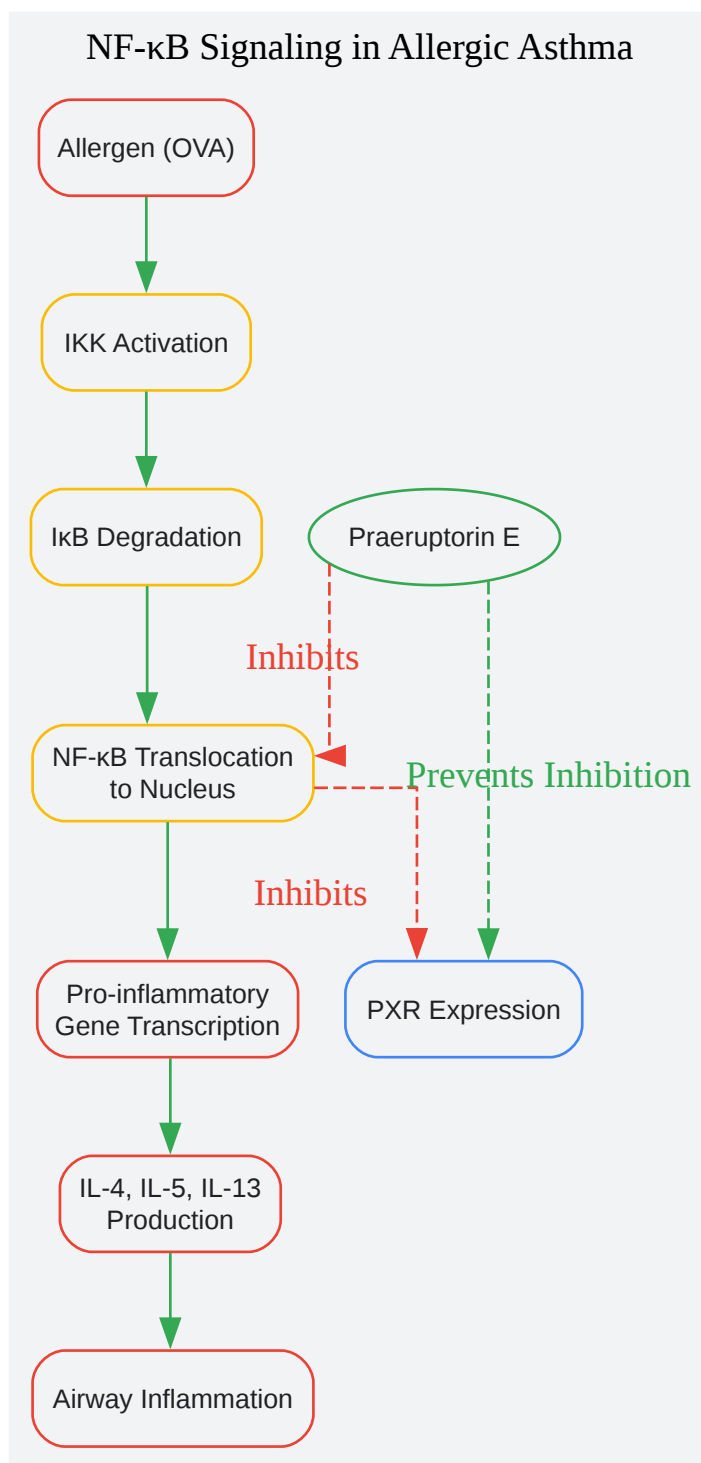 NF-κB Signaling in Allergic Asthma
Allergen (OVA)
IKK Activation
IκB Degradation
Praeruptorin E
Inhibits
NF-κB Translocation
to Nucleus
Prevents Inhibition
Inhibits
Pro-inflammatory
Gene Transcription
PXR Expression
IL-4, IL-5, IL-13
Production
Airway Inflammation